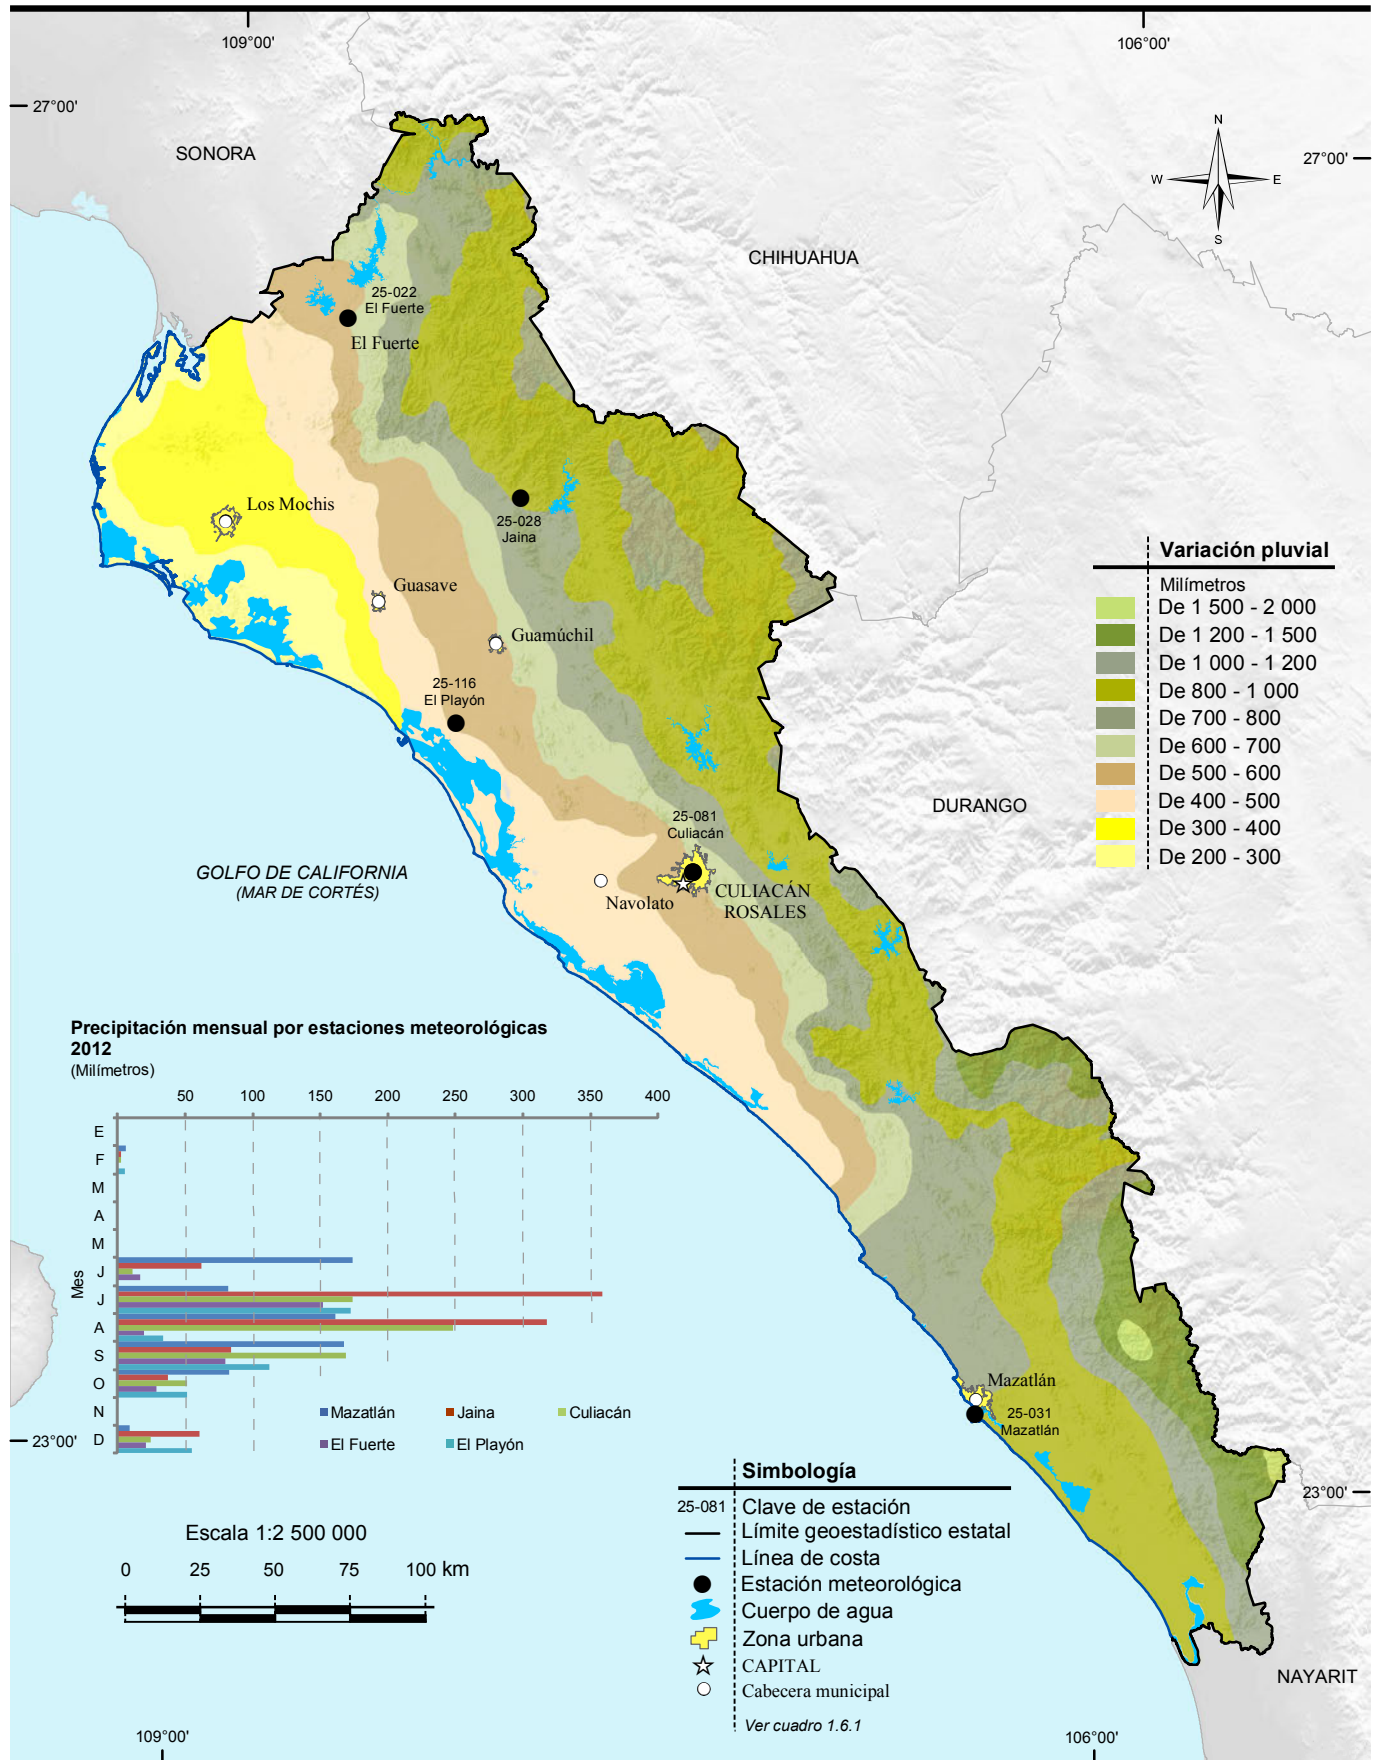 109°00'
106°00'
27°00'
27°00'
SONORA
N
W
E
S
CHIHUAHUA
25-022
El Fuerte
El Fuerte
Los Mochis
25-028
Jaina
Guasave
Guamúchil
25-116
El Playón
Variación pluvial
Milímetros
De 1 500 - 2 000
De 1 200 - 1 500
De 1 000 - 1 200
De 800 - 1 000
De 700 - 800
De 600 - 700
De 500 - 600
De 400 - 500
De 300 - 400
De 200 - 300
DURANGO
25-081
Culiacán
GOLFO DE CALIFORNIA
(MAR DE CORTÉS)
Navolato
CULIACÁN
ROSALES
Precipitación mensual por estaciones meteorológicas
2012
(Milímetros)
50 100 150 200 250 300 350 400
E
F
M
A
M
J
J
A
S
O
N
D
Mes
Mazatlán Jaina Culiacán
El Fuerte El Playón
Mazatlán
25-031
Mazatlán
23°00'
23°00'
Escala 1:2 500 000
0 25 50 75 100 km
Simbología
25-081 Clave de estación
Límite geoestadístico estatal
Línea de costa
Estación meteorológica
Cuerpo de agua
Zona urbana
CAPITAL
Cabecera municipal
Ver cuadro 1.6.1
NAYARIT
109°00'
106°00'